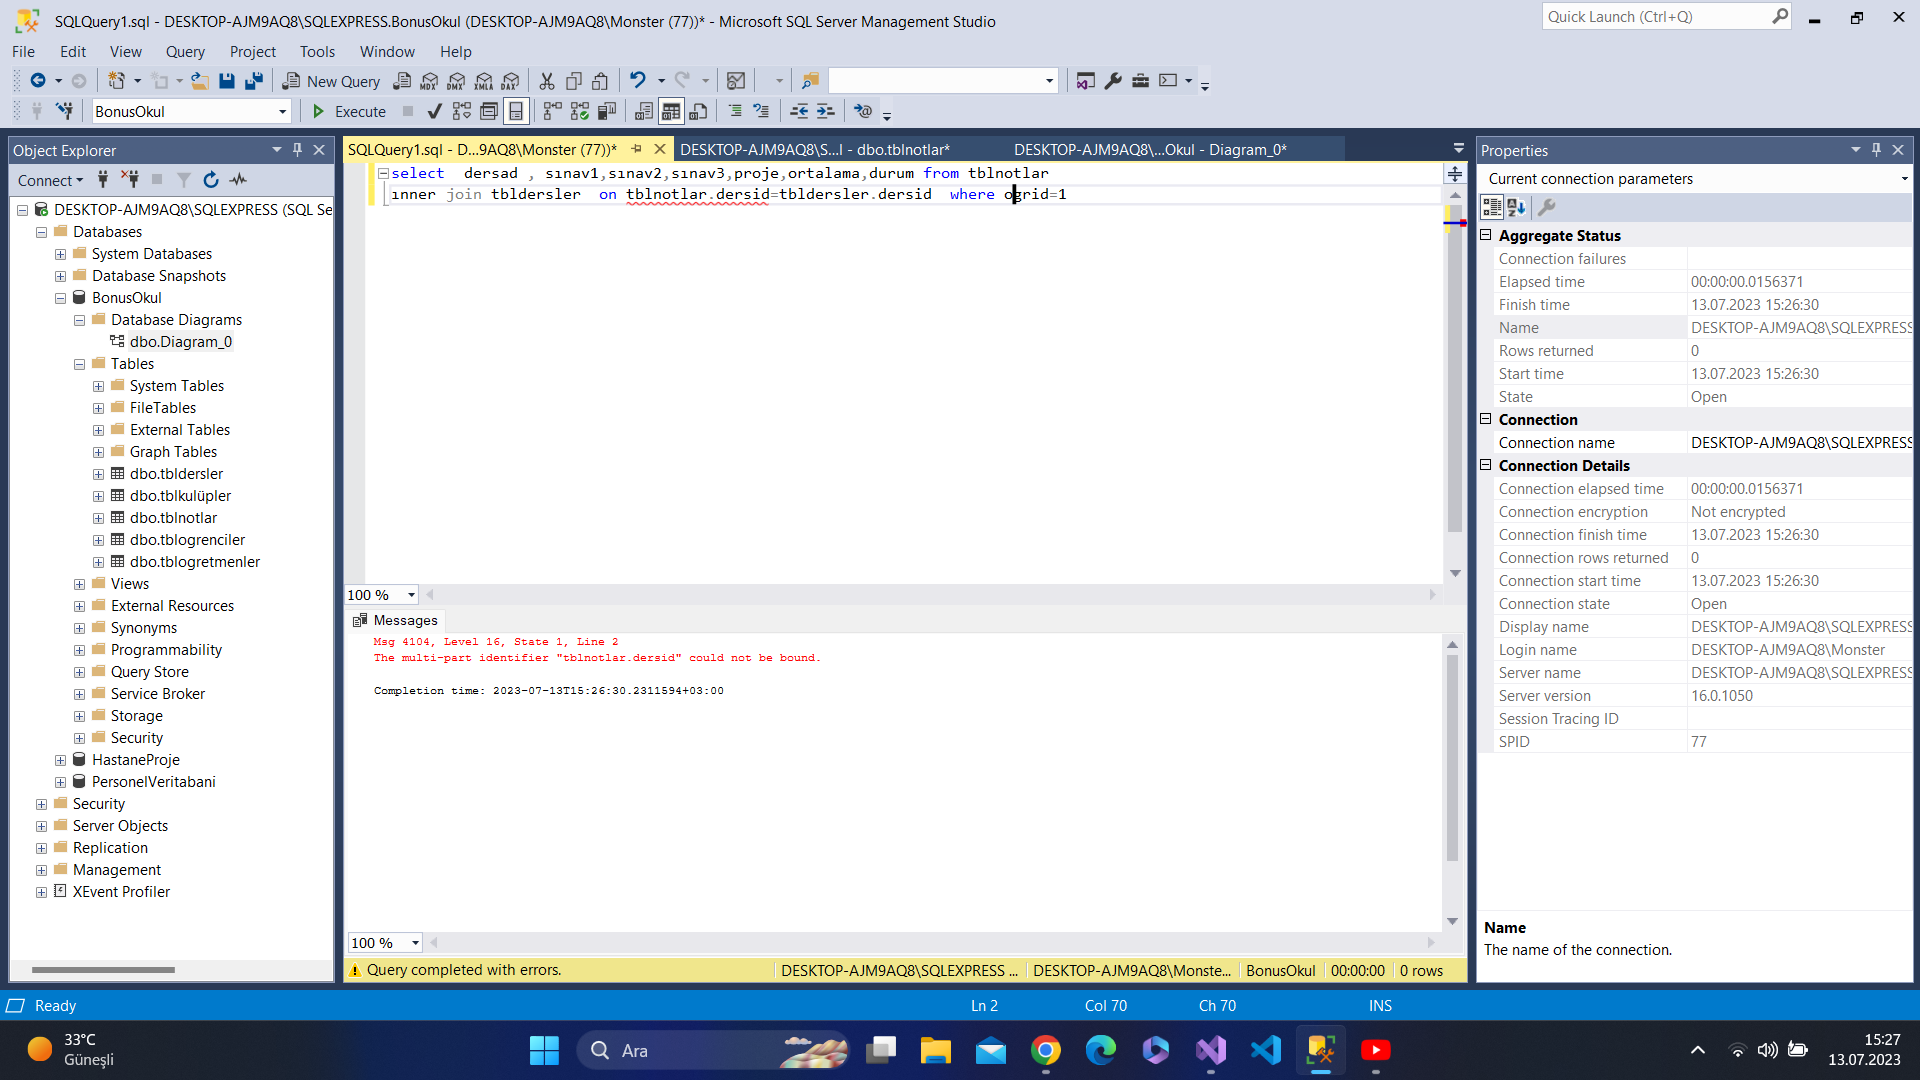 SQLQuery1.sql - DESKTOP-AJM9AQ8\SQLEXPRESS.BonusOkul (DESKTOP-AJM9AQ8\Monster (77))* - Microsoft SQL Server Management Studio
Quick Launch (Ctrl+Q)
File Edit View Query Project Tools Window Help
New Query
MDX DMX XMLA DAX
BonusOkul
Execute
Object Explorer
Connect
DESKTOP-AJM9AQ8\SQLEXPRESS (SQL Se
Databases
System Databases
Database Snapshots
BonusOkul
Database Diagrams
dbo.Diagram_0
Tables
System Tables
FileTables
External Tables
Graph Tables
dbo.tbldersler
dbo.tblkulüpler
dbo.tblnotlar
dbo.tblogrenciler
dbo.tblogretmenler
Views
External Resources
Synonyms
Programmability
Query Store
Service Broker
Storage
Security
HastaneProje
PersonelVeritabani
Security
Server Objects
Replication
Management
XEvent Profiler
SQLQuery1.sql - D...9AQ8\Monster (77))*
DESKTOP-AJM9AQ8\S...l - dbo.tblnotlar*
DESKTOP-AJM9AQ8\...Okul - Diagram_0*
select dersad , sınav1,sınav2,sınav3,proje,ortalama,durum from tblnotlar
ınner join tbldersler on tblnotlar.dersid=tbldersler.dersid where ogrid=1
100 %
Messages
Msg 4104, Level 16, State 1, Line 2
The multi-part identifier "tblnotlar.dersid" could not be bound.
Completion time: 2023-07-13T15:26:30.2311594+03:00
100 %
Query completed with errors.
DESKTOP-AJM9AQ8\SQLEXPRESS ...
DESKTOP-AJM9AQ8\Monste...
BonusOkul
00:00:00
0 rows
Properties
Current connection parameters
Aggregate Status
Connection failures
Elapsed time 00:00:00.0156371
Finish time 13.07.2023 15:26:30
Name DESKTOP-AJM9AQ8\SQLEXPRESS
Rows returned 0
Start time 13.07.2023 15:26:30
State Open
Connection
Connection name DESKTOP-AJM9AQ8\SQLEXPRESS
Connection Details
Connection elapsed time 00:00:00.0156371
Connection encryption Not encrypted
Connection finish time 13.07.2023 15:26:30
Connection rows returned 0
Connection start time 13.07.2023 15:26:30
Connection state Open
Display name DESKTOP-AJM9AQ8\SQLEXPRESS
Login name DESKTOP-AJM9AQ8\Monster
Server name DESKTOP-AJM9AQ8\SQLEXPRESS
Server version 16.0.1050
Session Tracing ID
SPID 77
Name
The name of the connection.
Ready
Ln 2
Col 70
Ch 70
INS
33°C
Güneşli
Ara
15:27
13.07.2023